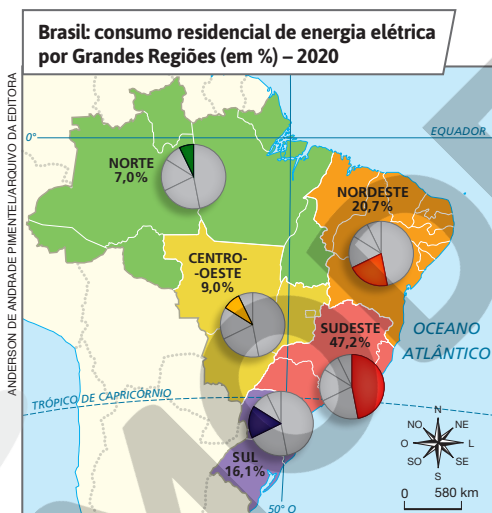 Brasil: consumo residencial de energia elétrica
por Grandes Regiões (em %) – 2020
ANDERSON DE ANDRADE PIMENTEL/ARQUIVO DA EDITORA
0°
EQUADOR
NORTE
7,0%
NORDESTE
20,7%
CENTRO-
-OESTE
9,0%
SUDESTE
47,2%
OCEANO
ATLÂNTICO
TRÓPICO DE CAPRICÓRNIO
SUL
16,1%
50° O
N
NO
NE
O
L
SO
SE
S
0
580 km